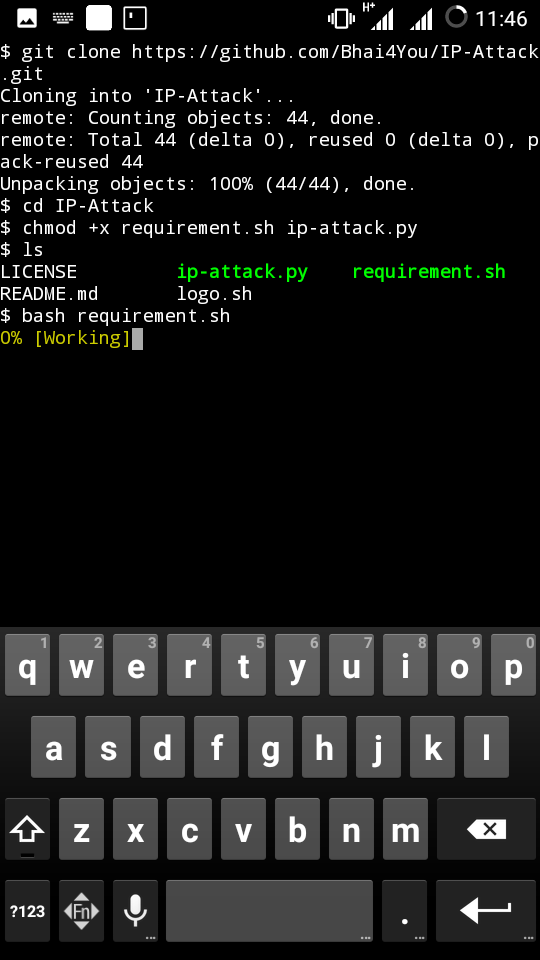 H+ 11:46
$ git clone https://github.com/Bhai4You/IP-Attack
.git
Cloning into 'IP-Attack'...
remote: Counting objects: 44, done.
remote: Total 44 (delta 0), reused 0 (delta 0), p
ack-reused 44
Unpacking objects: 100% (44/44), done.
$ cd IP-Attack
$ chmod +x requirement.sh ip-attack.py
$ ls
LICENSE ip-attack.py requirement.sh
README.md logo.sh
$ bash requirement.sh
0% [Working]
1 2 3 4 5 6 7 8 9 0
q w e r t y u i o p
a s d f g h j k l
z x c v b n m
?123 Fn .